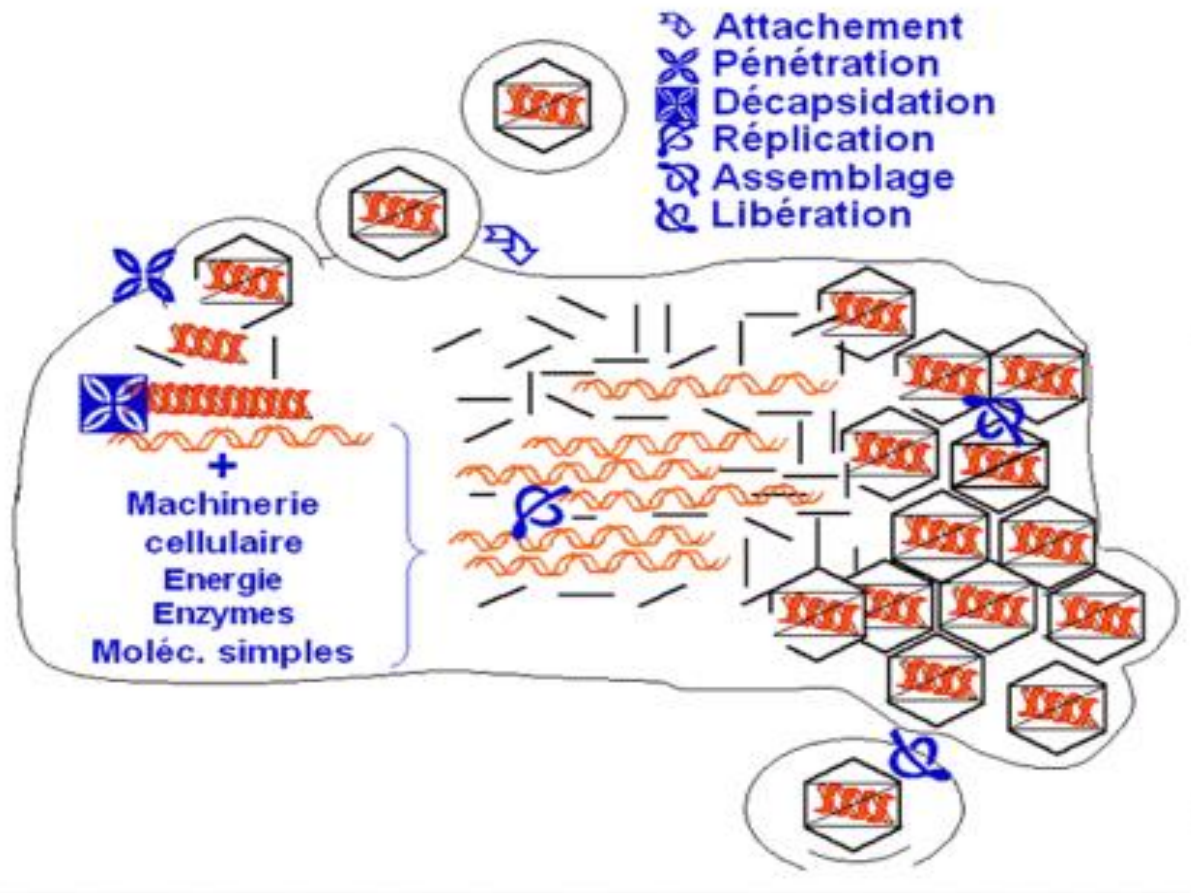 Attachement
Pénétration
Décapsidation
Réplication
Assemblage
Libération
+
Machinerie
cellulaire
Energie
Enzymes
Moléc. simples